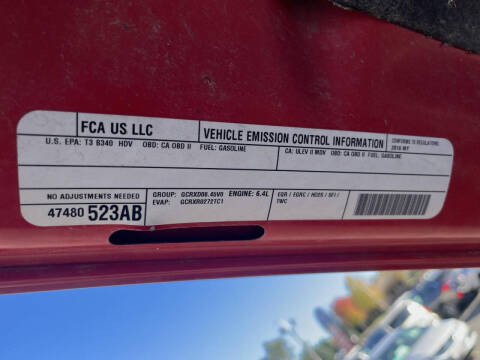 FCA US LLC
VEHICLE EMISSION CONTROL INFORMATION
CONFORMS TO REGULATIONS:
2016 MY
U.S. EPA: T3 B340 HDV OBD: CA OBD II FUEL: GASOLINE
CA: ULEV II MDV OBD: CA OBD II FUEL: GASOLINE
NO ADJUSTMENTS NEEDED
47480 523AB
GROUP: GCRXD06.45V0 ENGINE: 6.4L
EVAP: GCRXR0272TC1
EGR / EGRC / HO2S / SFI /
TWC